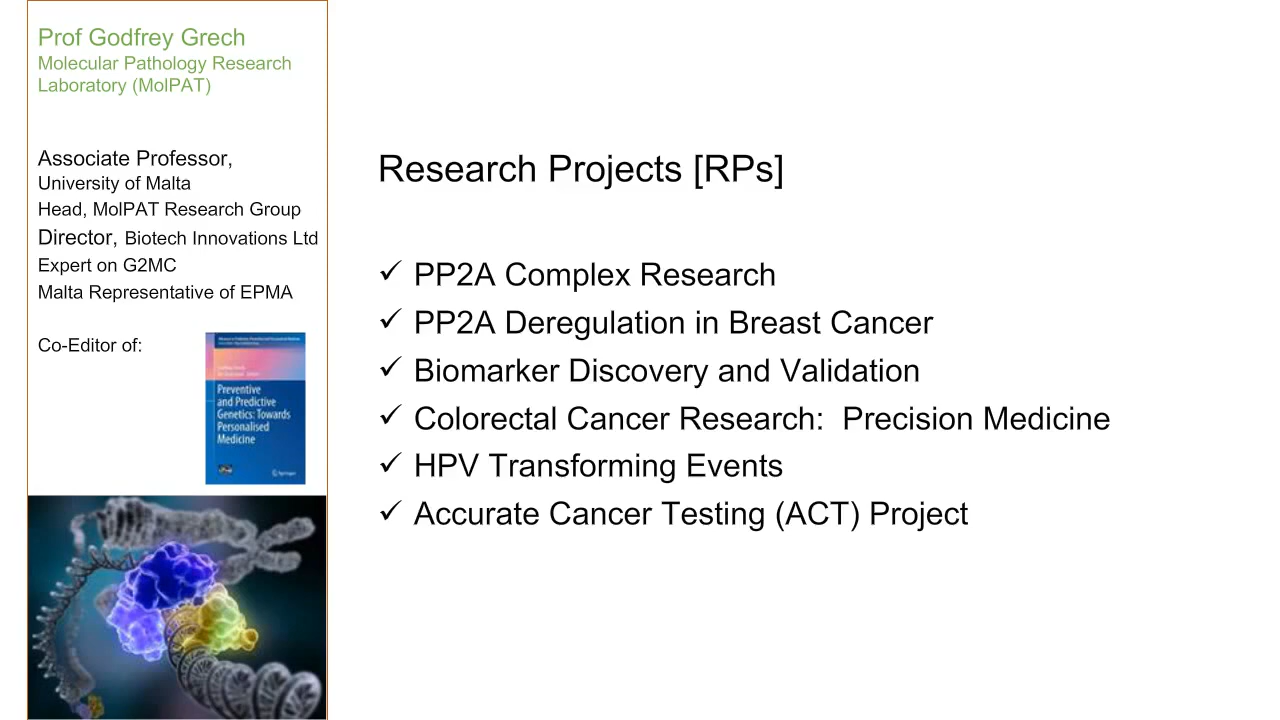 Prof Godfrey Grech
Molecular Pathology Research
Laboratory (MolPAT)
Associate Professor,
University of Malta
Head, MolPAT Research Group
Director, Biotech Innovations Ltd
Expert on G2MC
Malta Representative of EPMA
Co-Editor of:
Preventive
and Predictive
Genetics: Towards
Personalised
Medicine
Springer
Research Projects [RPs]
✓ PP2A Complex Research
✓ PP2A Deregulation in Breast Cancer
✓ Biomarker Discovery and Validation
✓ Colorectal Cancer Research:  Precision Medicine
✓ HPV Transforming Events
✓ Accurate Cancer Testing (ACT) Project